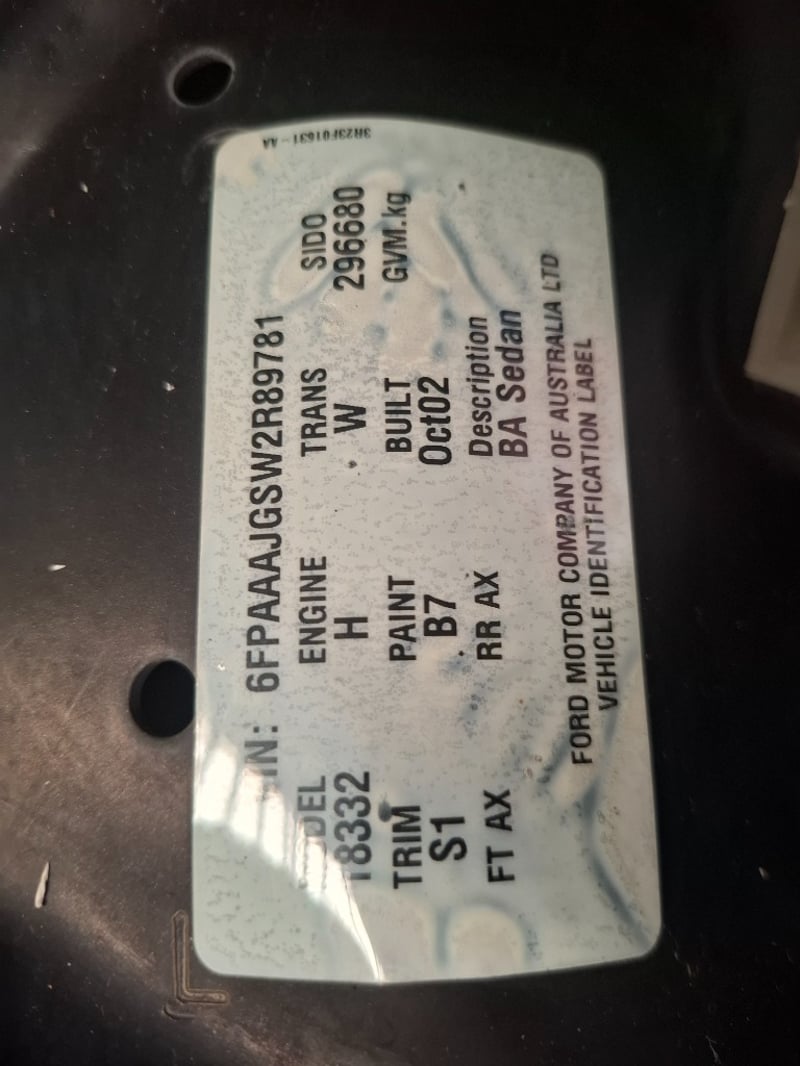 3R23F01631-AA
VIN: 6FPAAAJGSW2R89781
MODEL ENGINE TRANS SIDO
18332 H W 296680
TRIM PAINT BUILT GVM.kg
S1 B7 Oct02
FT AX RR AX Description
BA Sedan
FORD MOTOR COMPANY OF AUSTRALIA LTD
VEHICLE IDENTIFICATION LABEL